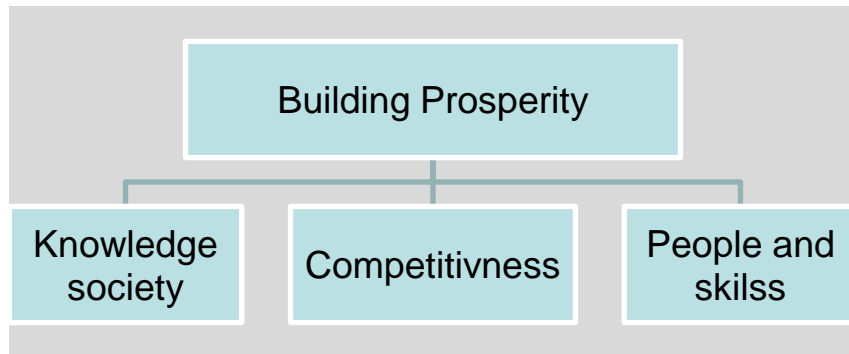 Building Prosperity
Knowledge
society
Competitivness
People and
skilss